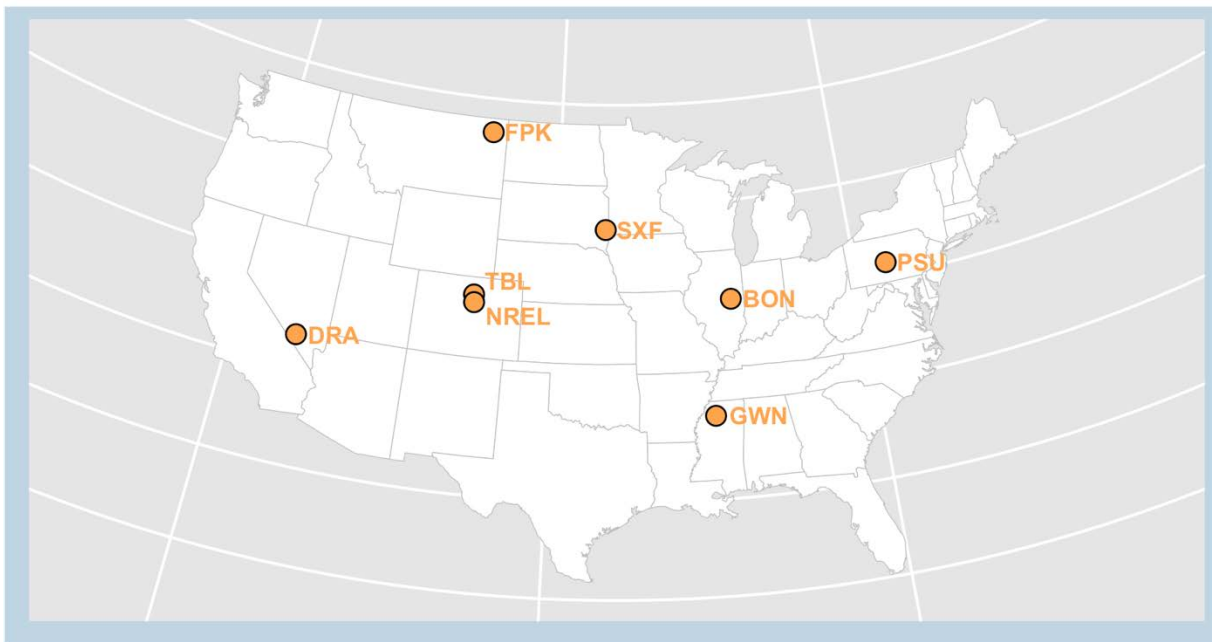 FPK
SXF
PSU
TBL
BON
NREL
DRA
GWN